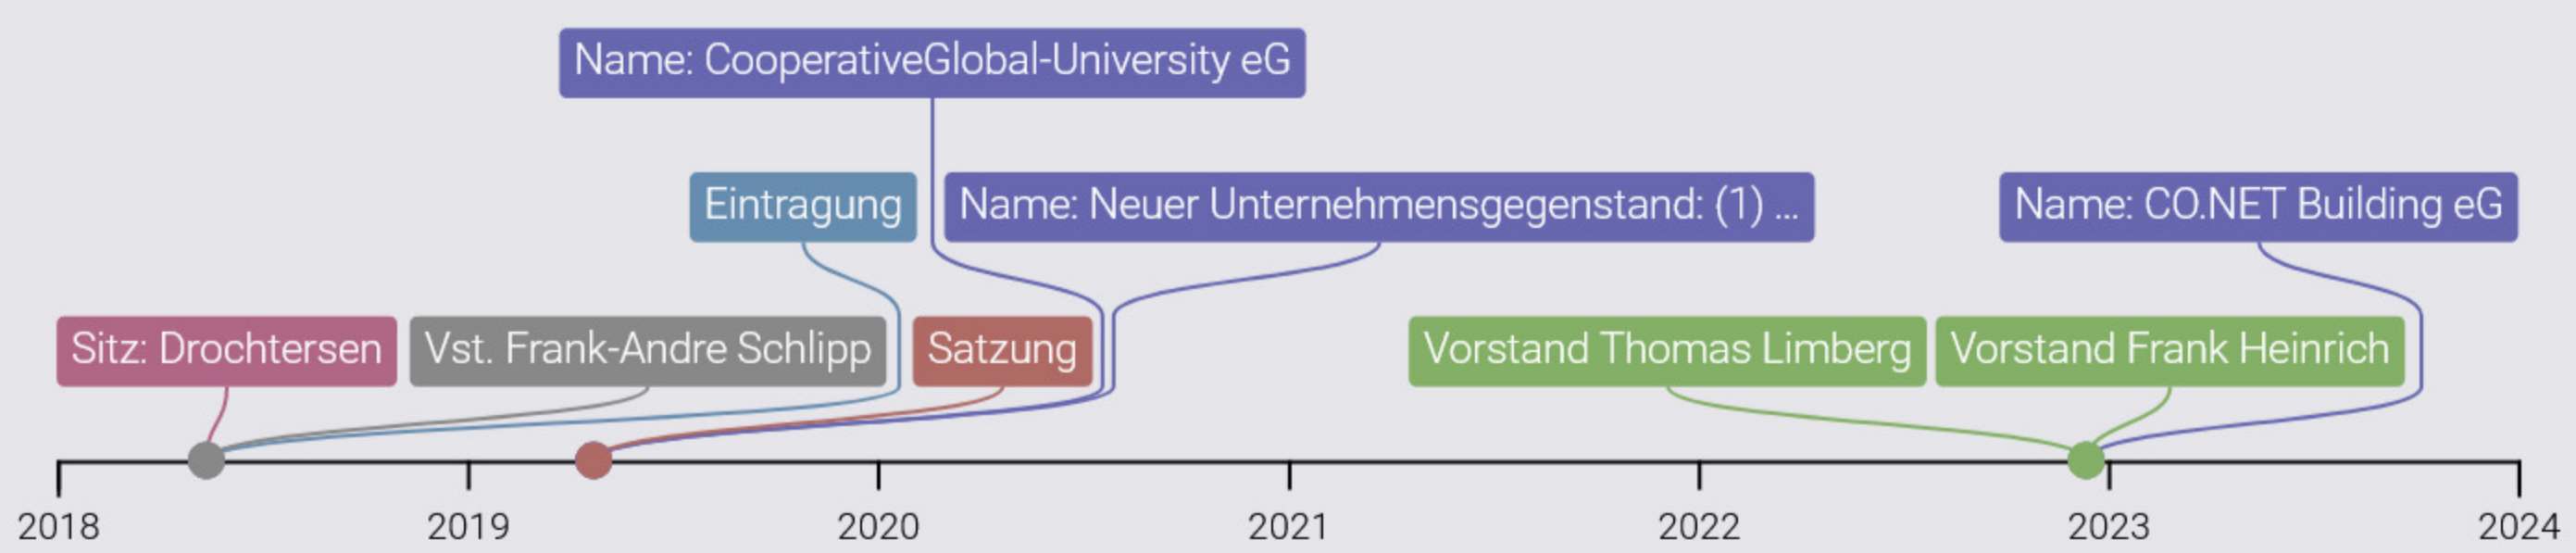 Name: CooperativeGlobal-University eG
Eintragung
Name: Neuer Unternehmensgegenstand: (1) ...
Name: CO.NET Building eG
Sitz: Drochtersen
Vst. Frank-Andre Schlipp
Satzung
Vorstand Thomas Limberg
Vorstand Frank Heinrich
2018
2019
2020
2021
2022
2023
2024